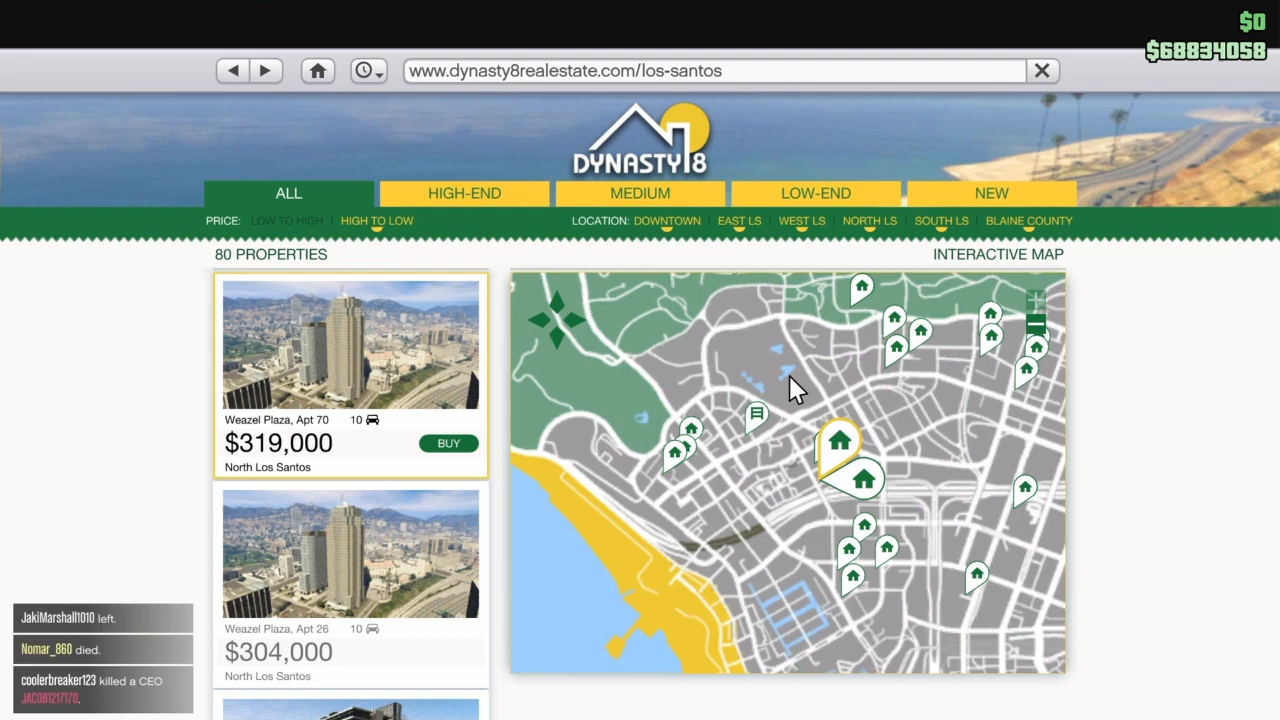 $0
$68834058
www.dynasty8realestate.com/los-santos
DYNASTY 8
ALL
HIGH-END
MEDIUM
LOW-END
NEW
PRICE: LOW TO HIGH | HIGH TO LOW
LOCATION: DOWNTOWN | EAST LS | WEST LS | NORTH LS | SOUTH LS | BLAINE COUNTY
80 PROPERTIES
INTERACTIVE MAP
Weazel Plaza, Apt 70 10
$319,000
BUY
North Los Santos
Weazel Plaza, Apt 26 10
$304,000
North Los Santos
JakiMarshall1010 left.
Nomar_860 died.
coolerbreaker123 killed a CEO
JACOB1217170.